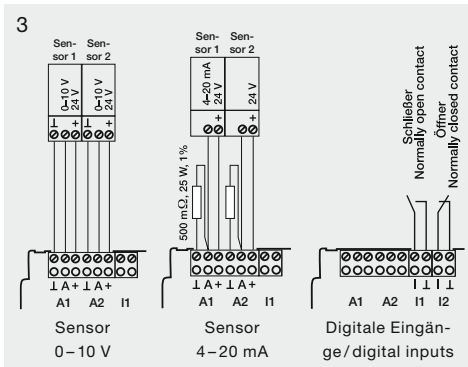 3
Sen-
sor 1
Sen-
sor 2
0–10 V
24 V
0–10 V
24 V
⊥ +
⊥ +
⊥ A + ⊥ A +
A1 A2 I1
Sensor
0–10 V
Sen-
sor 1
Sen-
sor 2
4–20 mA
24 V
24 V
+ +
500 mΩ, 25 W, 1%
⊥ A + ⊥ A +
A1 A2 I1
Sensor
4–20 mA
Schließer
Normally open contact
Öffner
Normally closed contact
I ⊥ I ⊥
A1 A2 I1 I2
Digitale Eingän-
ge/digital inputs